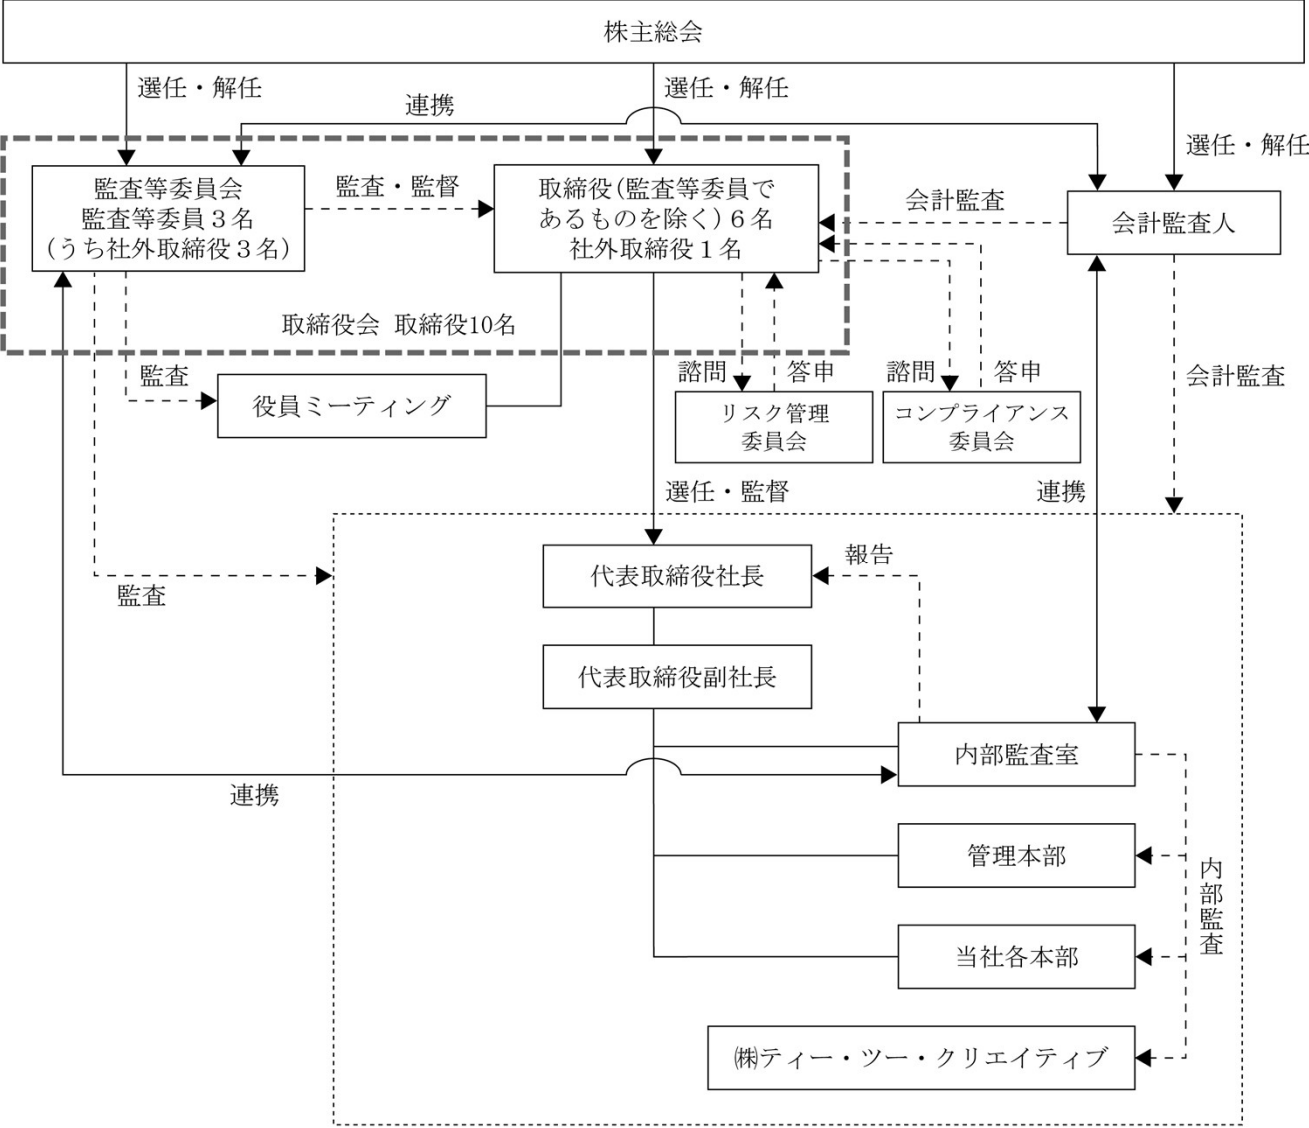 株主総会
選任・解任
選任・解任
連携
選任・解任
監査等委員会
監査等委員３名
（うち社外取締役３名）
監査・監督
取締役（監査等委員で
あるものを除く）６名
社外取締役１名
会計監査
会計監査人
取締役会 取締役10名
監査
役員ミーティング
諮問
答申
諮問
答申
会計監査
リスク管理
委員会
コンプライアンス
委員会
選任・監督
連携
代表取締役社長
報告
監査
代表取締役副社長
内部監査室
連携
管理本部
内部監査
当社各本部
㈱ティー・ツー・クリエイティブ